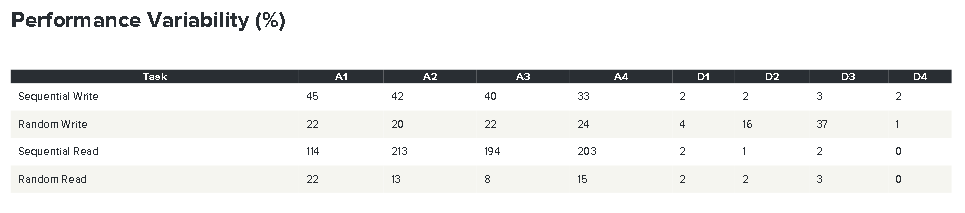 Performance Variability (%)
Task A1 A2 A3 A4 D1 D2 D3 D4
Sequential Write 45 42 40 33 2 2 3 2
Random Write 22 20 22 24 4 16 37 1
Sequential Read 114 213 194 203 2 1 2 0
Random Read 22 13 8 15 2 2 3 0